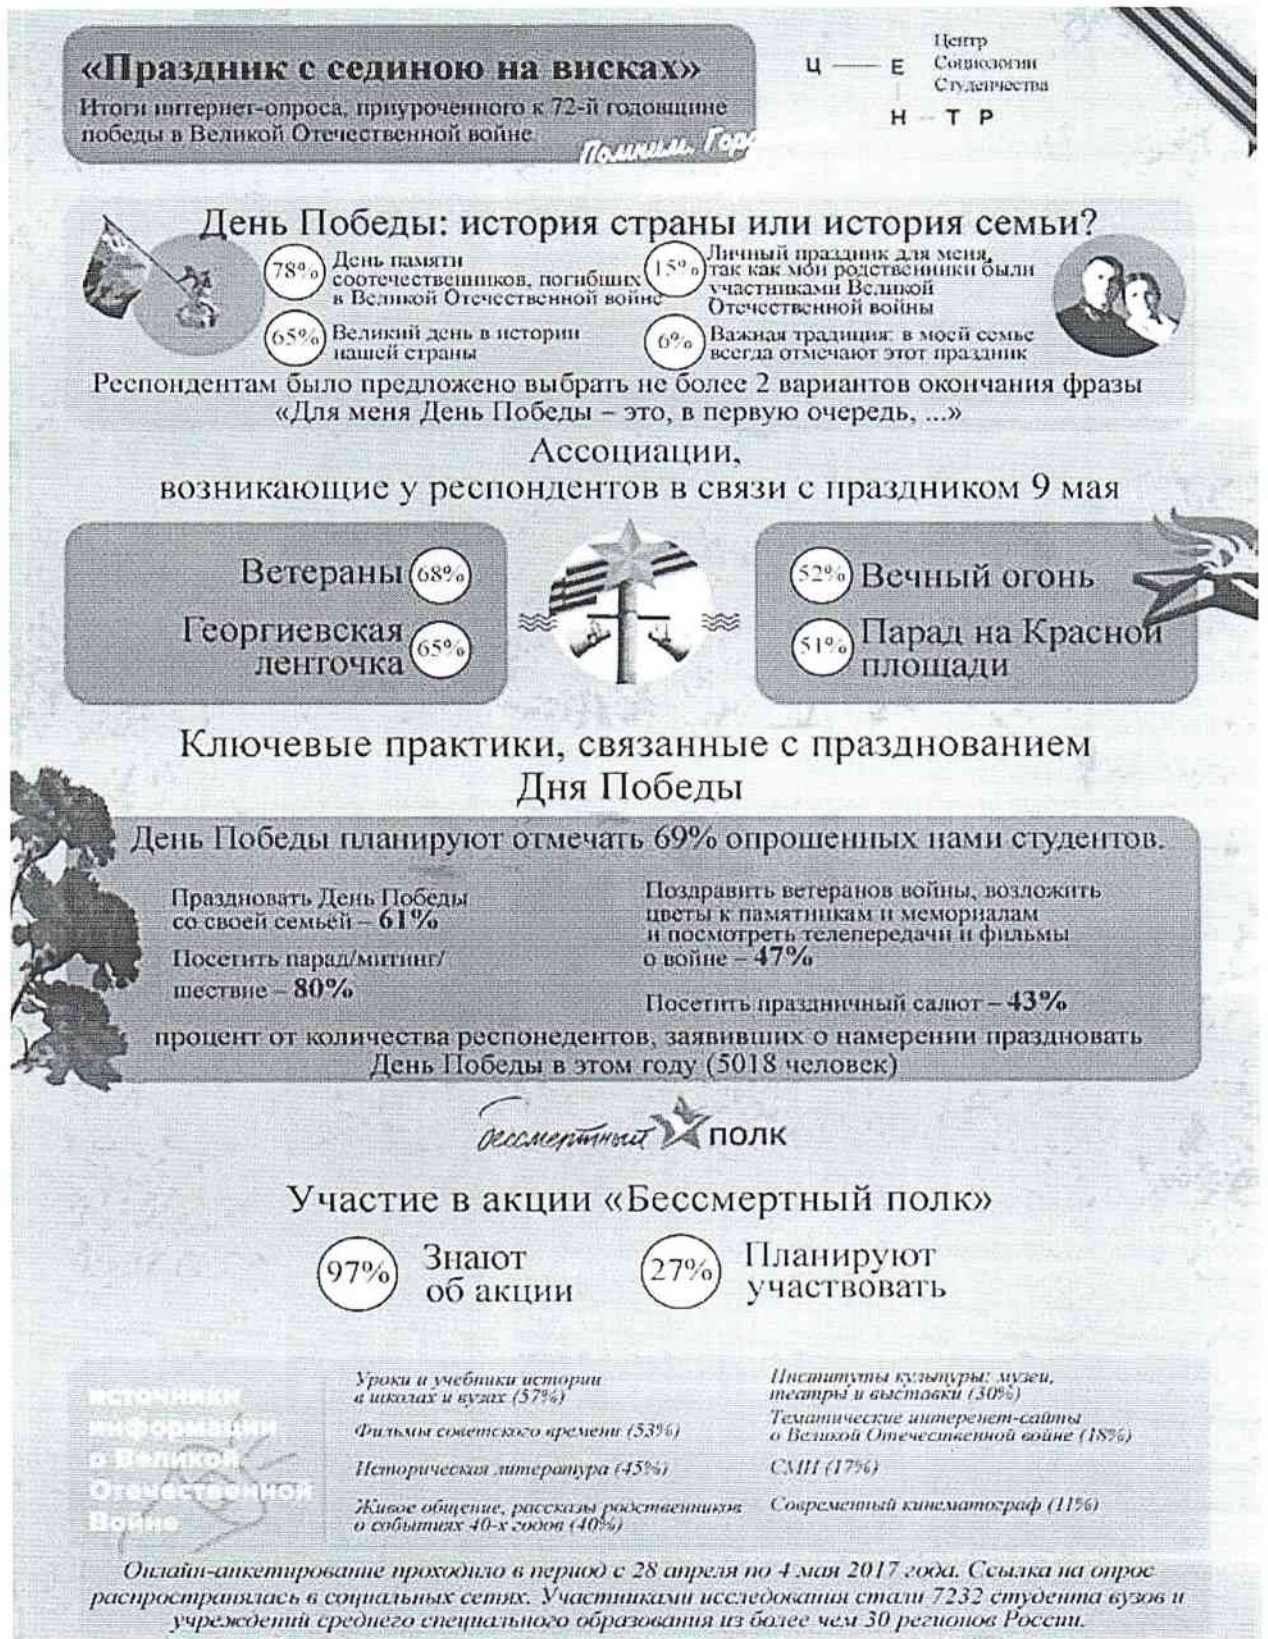 «Праздник с сединою на висках»
Итоги интернет-опроса, приуроченного к 72-й годовщине
победы в Великой Отечественной войне.
Помним. Горд
Ц Е
Н Т Р
Центр
Социологии
Студенчества
День Победы: история страны или история семьи?
78% День памяти
соотечественников, погибших
в Великой Отечественной войне
65% Великий день в истории
нашей страны
15% Личный праздник для меня,
так как мои родственники были
участниками Великой
Отечественной войны
6% Важная традиция: в моей семье
всегда отмечают этот праздник
Респондентам было предложено выбрать не более 2 вариантов окончания фразы
«Для меня День Победы – это, в первую очередь, ...»
Ассоциации,
возникающие у респондентов в связи с праздником 9 мая
Ветераны 68%
Георгиевская
ленточка 65%
52% Вечный огонь
51% Парад на Красной
площади
Ключевые практики, связанные с празднованием
Дня Победы
День Победы планируют отмечать 69% опрошенных нами студентов.
Праздновать День Победы
со своей семьёй – 61%
Посетить парад/митинг/
шествие – 80%
Поздравить ветеранов войны, возложить
цветы к памятникам и мемориалам
и посмотреть телепередачи и фильмы
о войне – 47%
Посетить праздничный салют – 43%
процент от количества респонедентов, заявивших о намерении праздновать
День Победы в этом году (5018 человек)
бессмертный ПОЛК
Участие в акции «Бессмертный полк»
97% Знают
об акции
27% Планируют
участвовать
источники
информации
о Великой
Отечественной
Войне
Уроки и учебники истории
в школах и вузах (57%)
Фильмы советского времени (53%)
Историческая литература (45%)
Живое общение, рассказы родственников
о событиях 40-х годов (40%)
Институты культуры: музеи,
театры и выставки (30%)
Тематические интеренет-сайты
о Великой Отечественной войне (18%)
СМИ (17%)
Современный кинематограф (11%)
Онлайн-анкетирование проходило в период с 28 апреля по 4 мая 2017 года. Ссылка на опрос
распространялась в социальных сетях. Участниками исследования стали 7232 студента вузов и
учреждений среднего специального образования из более чем 30 регионов России.